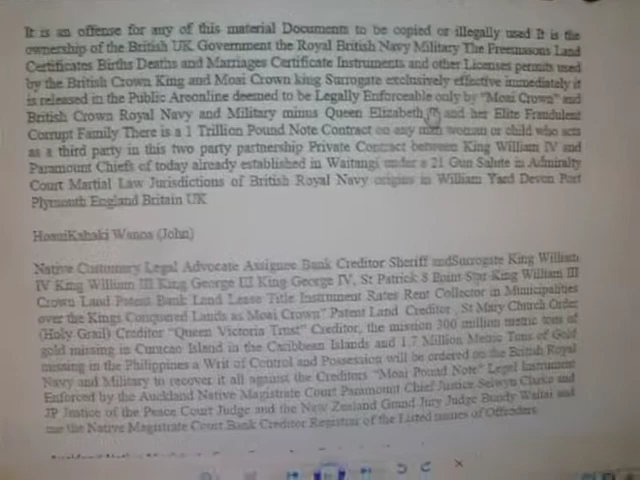 It is an offense for any of this material Documents to be copied or illegally used It is the
ownership of the British UK Government the Royal British Navy Military The Freemasons Land
Certificates Births Deaths and Marriages Certificate Instruments and other Licenses permits used
by the British Crown King and Moai Crown king Surrogate exclusively effective immediately it
is released in the Public Areonline deemed to be Legally Enforceable only by "Moai Crown" and
British Crown Royal Navy and Military minus Queen Elizabeth and her Elite Fraudulent
Corrupt Family There is a 1 Trillion Pound Note Contract on any man woman or child who acts
as a third party in this two party partnership Private Contract between King William IV and
Paramount Chiefs of today already established in Waitangi under a 21 Gun Salute in Admiralty
Court Martial Law Jurisdictions of British Royal Navy origins in William Yard Devon Port
Plymouth England Britain UK
HoaniKahaki Wanoa (John)
Native Customary Legal Advocate Assignee Bank Creditor Sheriff andSurrogate King William
IV King William III King George III King George IV, St Patrick 8 Point Star King William III
Crown Land Patent Bank Land Lease Title Instrument Rates Rent Collector in Municipalities
over the Kings Conquered Lands as Moai Crown" Patent Land Creditor , St Mary Church Order
(Holy Grail) Creditor "Queen Victoria Trust" Creditor, the mission 300 million metric tons of
gold missing in Curacao Island in the Caribbean Islands and 1.7 Million Metric Tons of Gold
missing in the Philippines a Writ of Control and Possession will be ordered on the British Royal
Navy and Military to recover it all against the Creditors "Moai Pound Note" Legal Instrument
Enforced by the Auckland Native Magistrate Court Paramount Chief Justice Selwyn Clarke and
JP Justice of the Peace Court Judge and the New Zealand Grand Jury Judge Buddy Waitai and
me the Native Magistrate Court Bank Creditor Registrar of the Listed names of Offenders